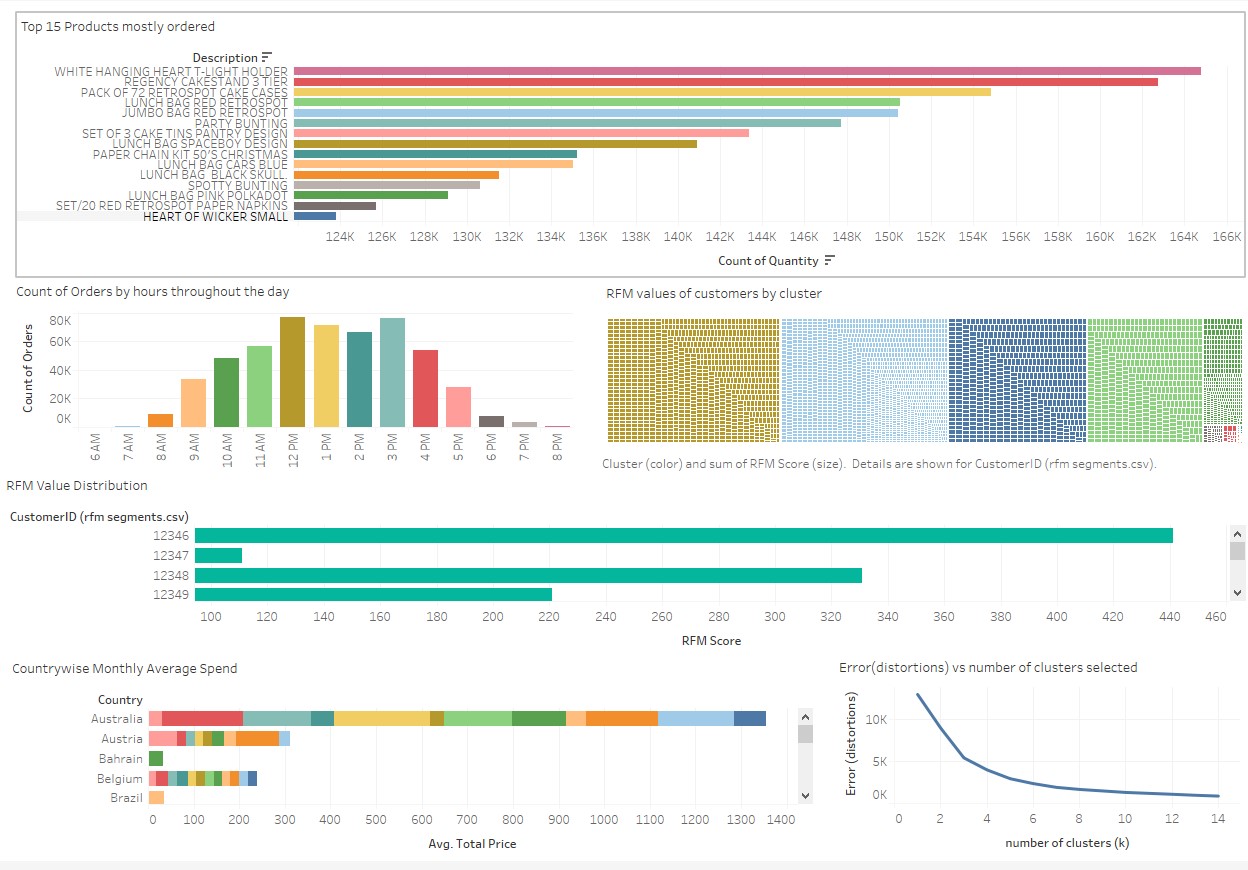 Top 15 Products mostly ordered
Description
WHITE HANGING HEART T-LIGHT HOLDER
REGENCY CAKESTAND 3 TIER
PACK OF 72 RETROSPOT CAKE CASES
LUNCH BAG RED RETROSPOT
JUMBO BAG RED RETROSPOT
PARTY BUNTING
SET OF 3 CAKE TINS PANTRY DESIGN
LUNCH BAG SPACEBOY DESIGN
PAPER CHAIN KIT 50'S CHRISTMAS
LUNCH BAG CARS BLUE
LUNCH BAG  BLACK SKULL.
SPOTTY BUNTING
LUNCH BAG PINK POLKADOT
SET/20 RED RETROSPOT PAPER NAPKINS
HEART OF WICKER SMALL
124K 126K 128K 130K 132K 134K 136K 138K 140K 142K 144K 146K 148K 150K 152K 154K 156K 158K 160K 162K 164K 166K
Count of Quantity
Count of Orders by hours throughout the day
Count of Orders
80K
60K
40K
20K
0K
6 AM 7 AM 8 AM 9 AM 10 AM 11 AM 12 PM 1 PM 2 PM 3 PM 4 PM 5 PM 6 PM 7 PM 8 PM
RFM values of customers by cluster
Cluster (color) and sum of RFM Score (size).  Details are shown for CustomerID (rfm segments.csv).
RFM Value Distribution
CustomerID (rfm segments.csv)
12346
12347
12348
12349
100 120 140 160 180 200 220 240 260 280 300 320 340 360 380 400 420 440 460
RFM Score
Countrywise Monthly Average Spend
Country
Australia
Austria
Bahrain
Belgium
Brazil
0 100 200 300 400 500 600 700 800 900 1000 1100 1200 1300 1400
Avg. Total Price
Error(distortions) vs number of clusters selected
Error (distortions)
10K
5K
0K
0 2 4 6 8 10 12 14
number of clusters (k)